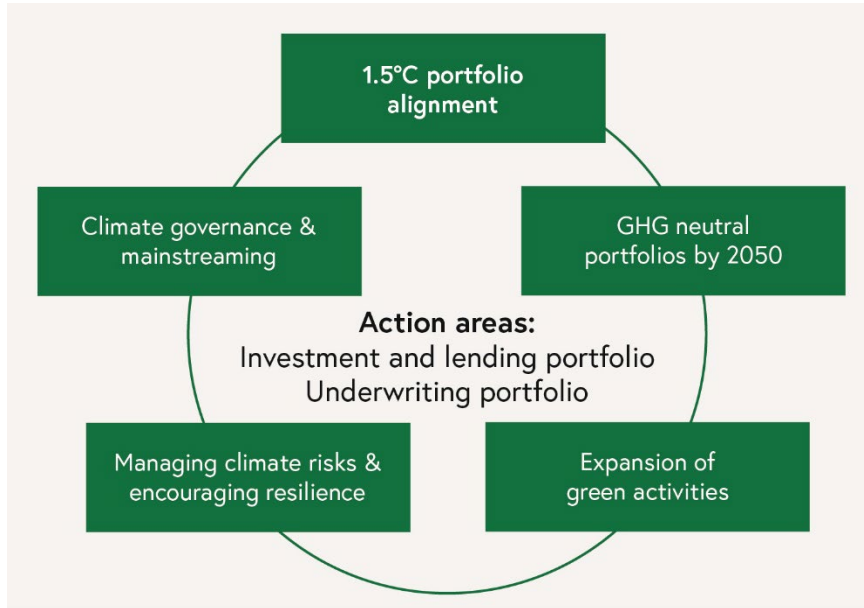 1.5°C portfolio
alignment
Climate governance &
mainstreaming
GHG neutral
portfolios by 2050
Action areas:
Investment and lending portfolio
Underwriting portfolio
Managing climate risks &
encouraging resilience
Expansion of
green activities